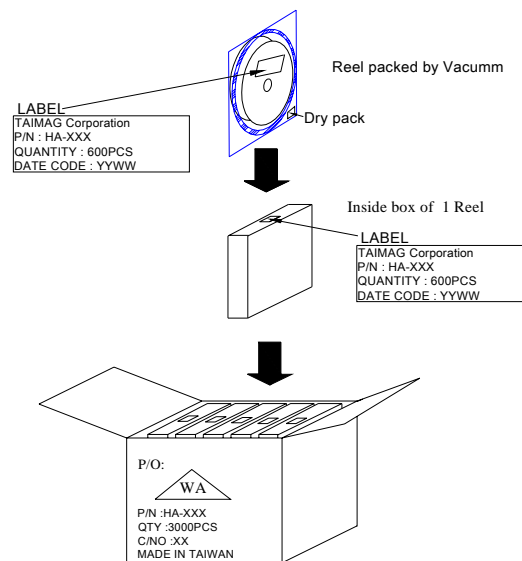 Reel packed by Vacumm
Dry pack
LABEL
TAIMAG Corporation
P/N : HA-XXX
QUANTITY : 600PCS
DATE CODE : YYWW
Inside box of 1 Reel
LABEL
TAIMAG Corporation
P/N : HA-XXX
QUANTITY : 600PCS
DATE CODE : YYWW
P/O:
WA
P/N :HA-XXX
QTY :3000PCS
C/NO :XX
MADE IN TAIWAN